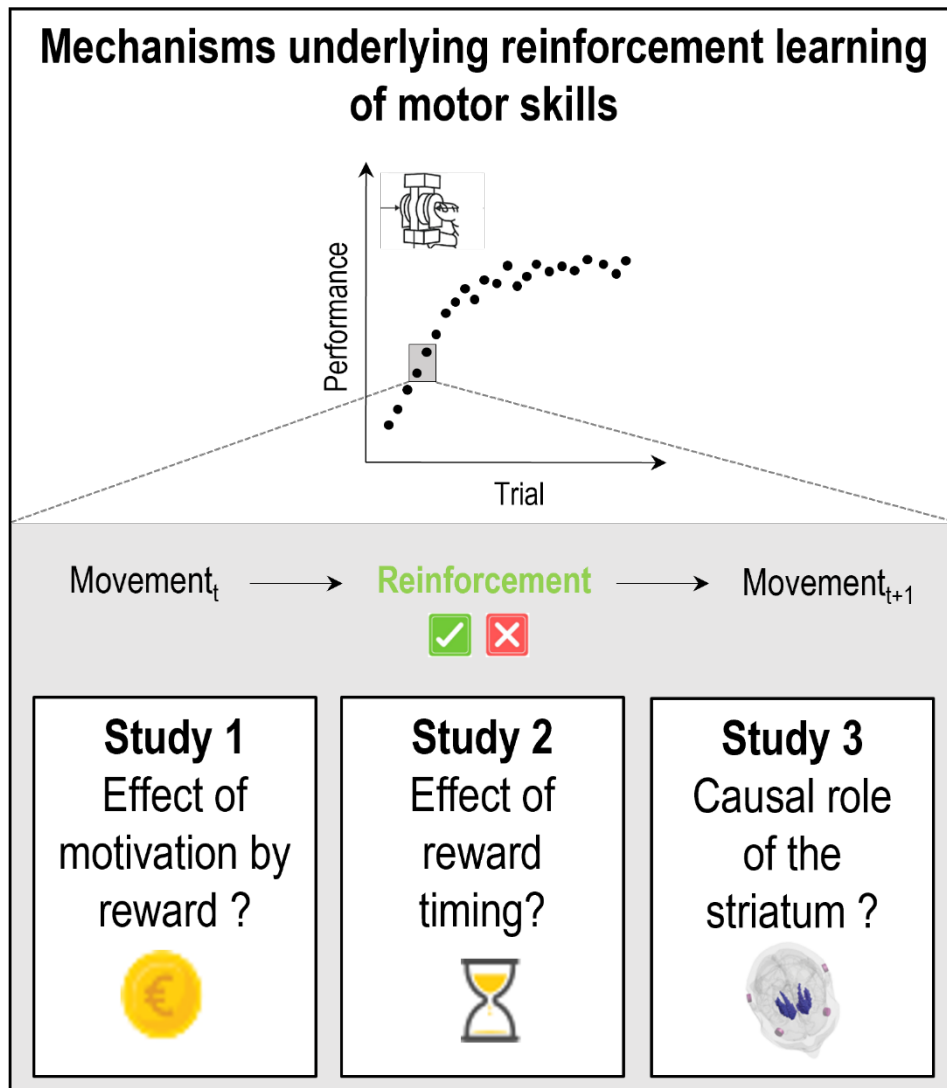 Mechanisms underlying reinforcement learning
of motor skills
Performance
Trial
Movementt
Reinforcement
Movementt+1
Study 1
Effect of
motivation by
reward ?
€
Study 2
Effect of
reward
timing?
Study 3
Causal role
of the
striatum ?